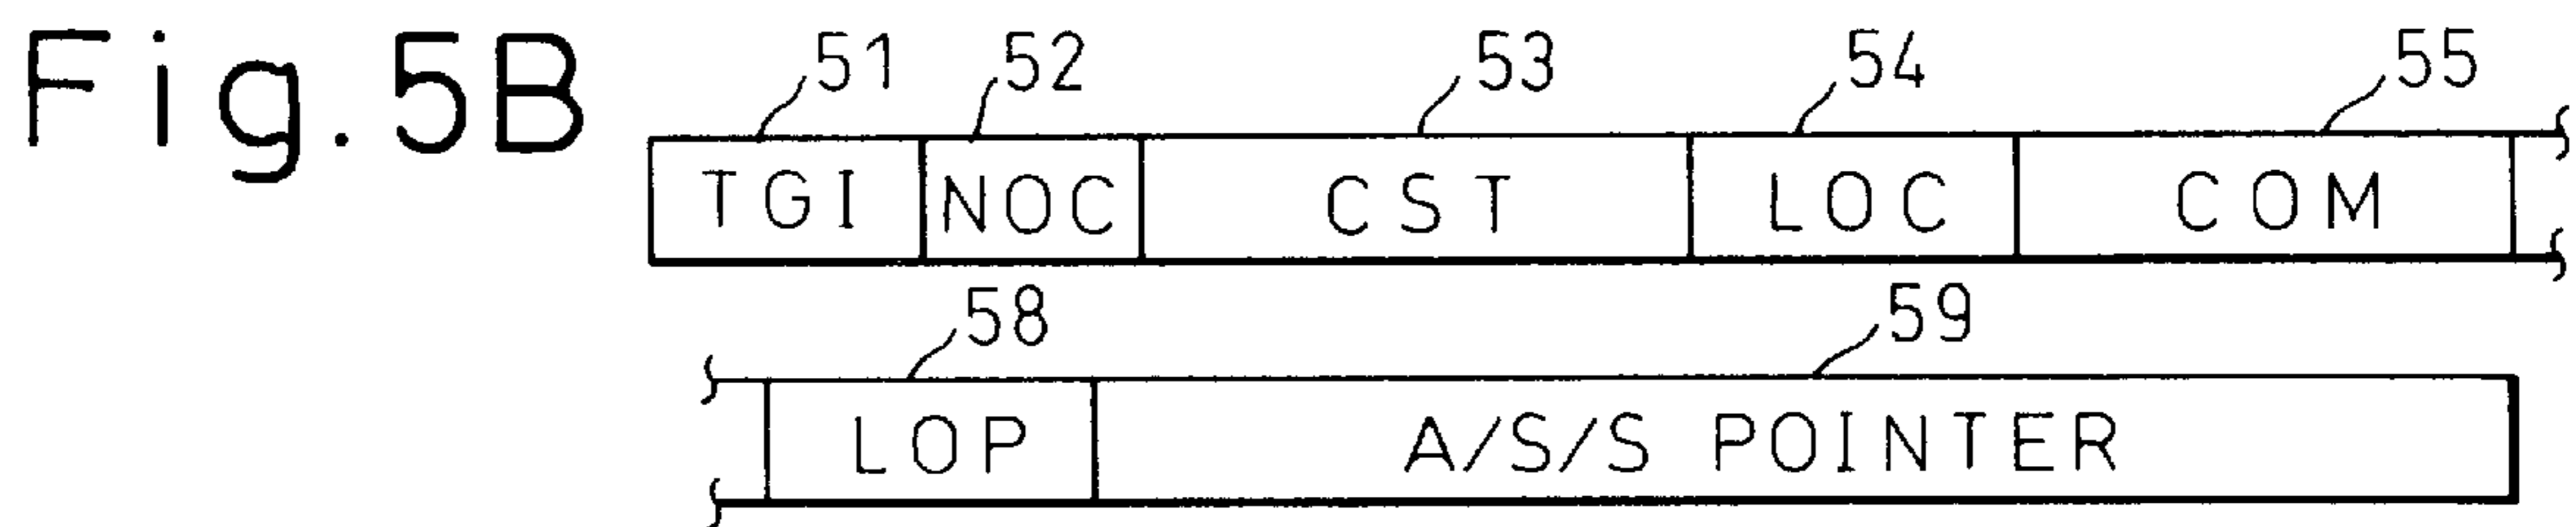 Fig. 5B
51 52 53 54 55
TGI NOC CST LOC COM
58 59
LOP A/S/S POINTER